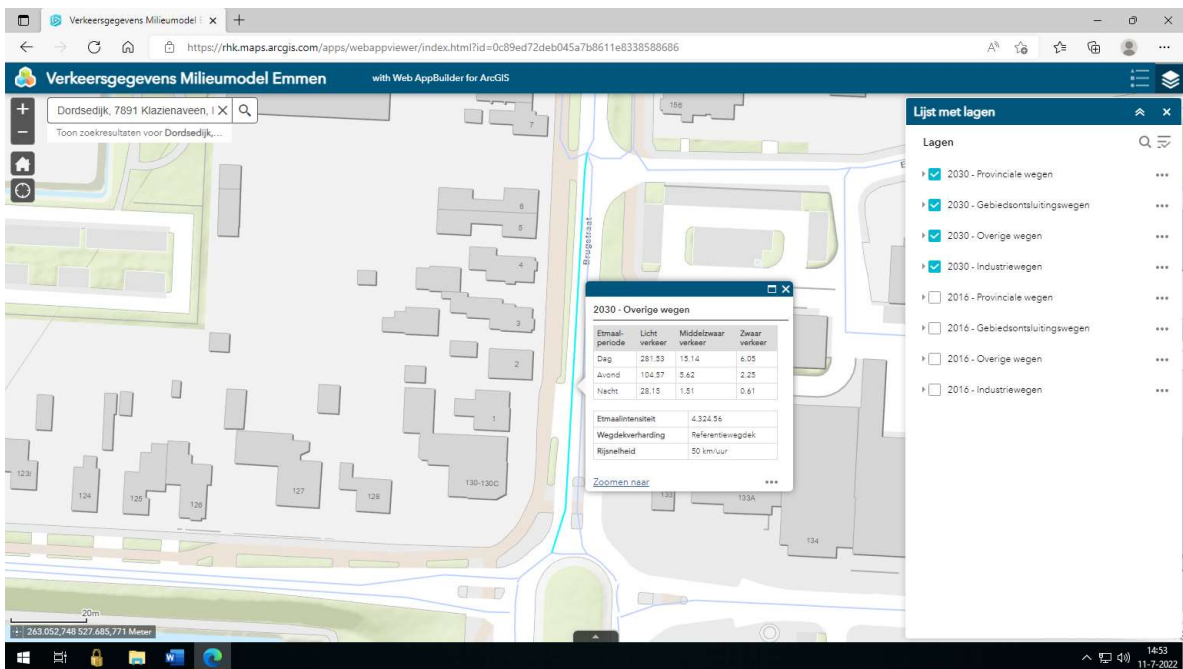 Verkeersgegevens Milieumodel E
https://rhk.maps.arcgis.com/apps/webappviewer/index.html?id=0c89ed72deb045a7b8611e8338588686
Verkeersgegevens Milieumodel Emmen
with Web AppBuilder for ArcGIS
Dordsedijk, 7891 Klazienaveen,
Toon zoekresultaten voor Dordsedijk,...
Lijst met lagen
Lagen
2030 - Provinciale wegen
2030 - Gebiedsontsluitingswegen
2030 - Overige wegen
2030 - Industriewegen
2016 - Provinciale wegen
2016 - Gebiedsontsluitingswegen
2016 - Overige wegen
2016 - Industriewegen
156
7
6
5
4
3
2
1
Brugstraat
2030 - Overige wegen
Etmaal-periode Licht verkeer Middelzwaar verkeer Zwaar verkeer
Dag 281.53 15.14 6.05
Avond 104.57 5.62 2.25
Nacht 28.15 1.51 0.61
Etmaalintensiteit 4.324.56
Wegdekverharding Referentiewegdek
Rijsnelheid 50 km/uur
Zoomen naar
124
125
126
127
128
130-130C
133
133A
134
20m
263.052,748 527.685,771 Meter
14:53
11-7-2022